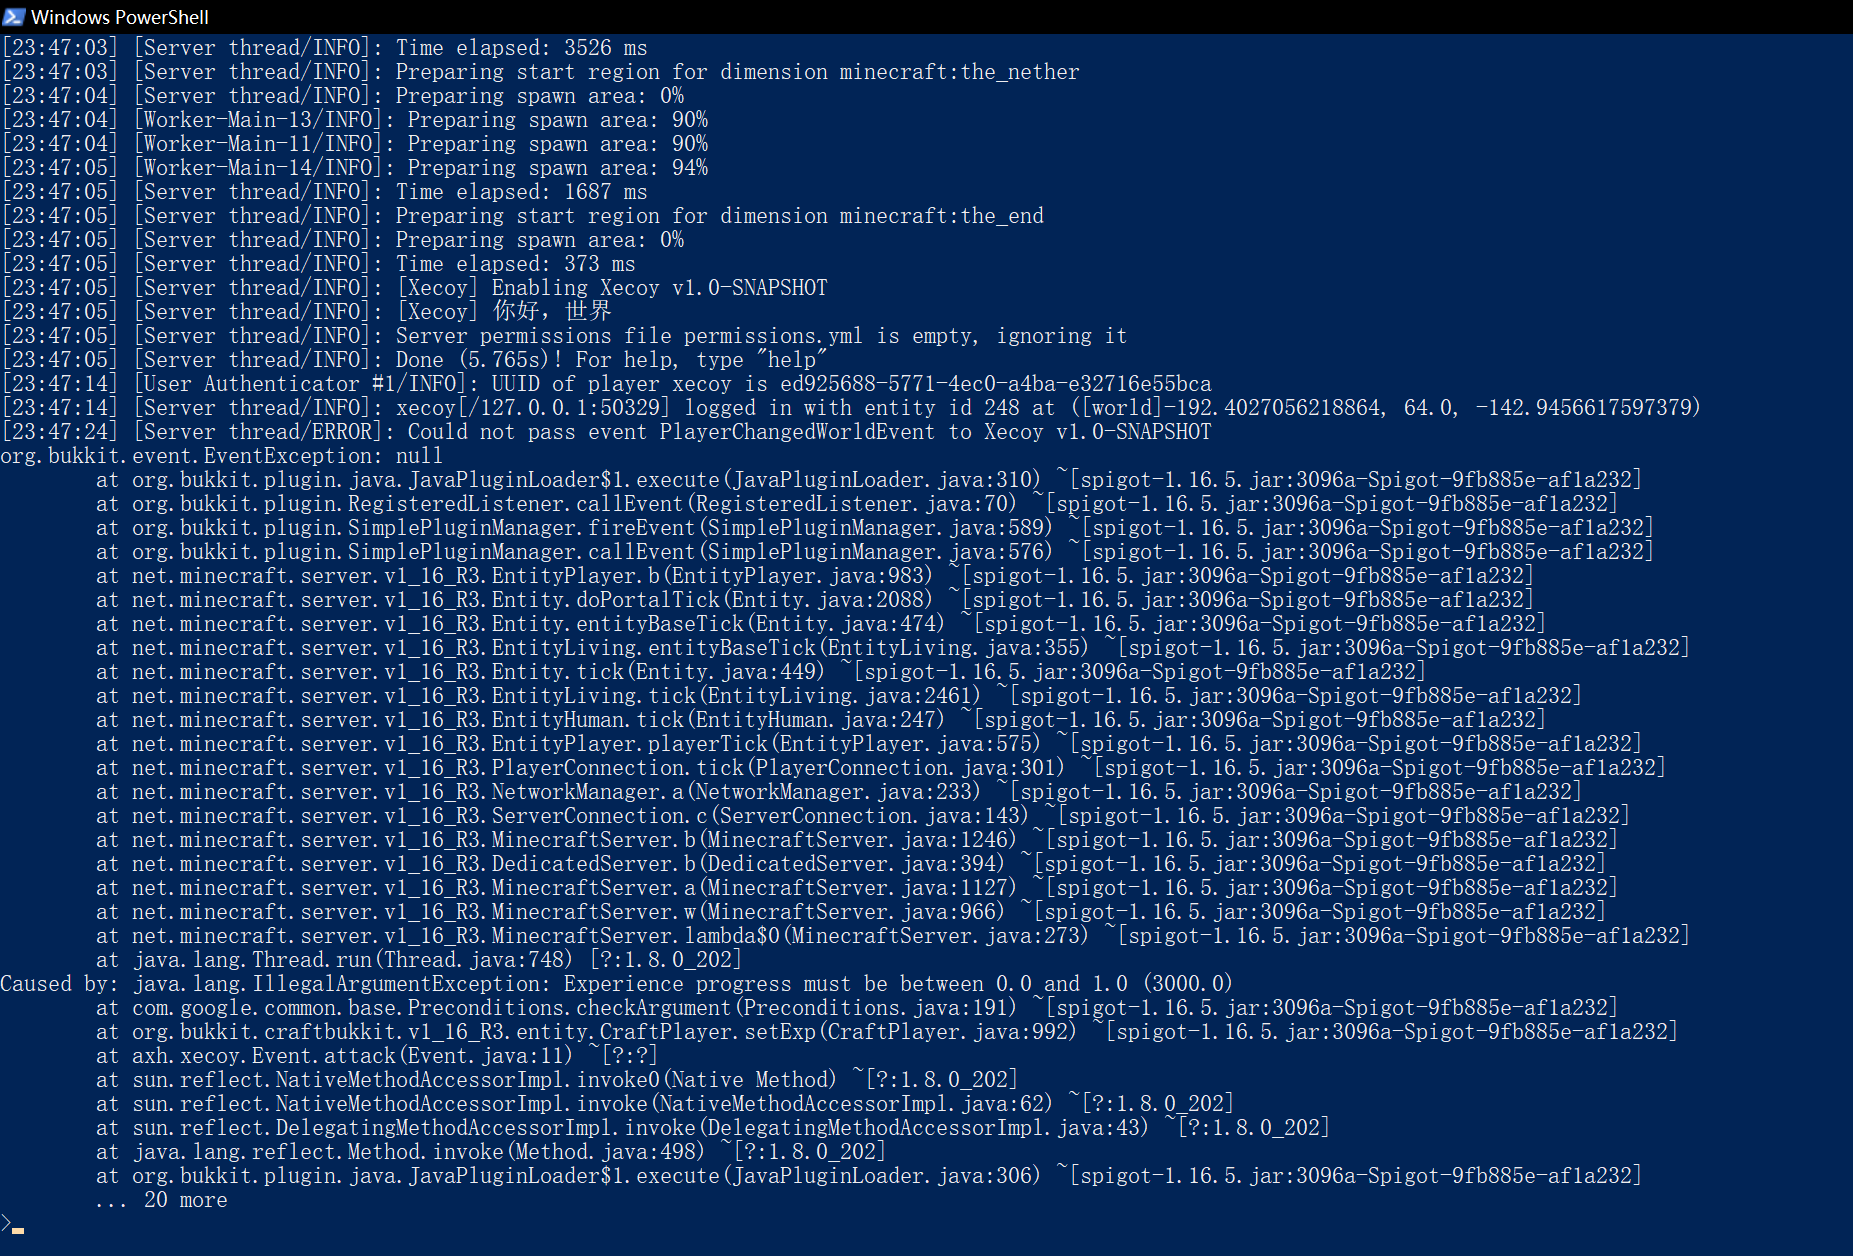 Windows PowerShell
[23:47:03] [Server thread/INFO]: Time elapsed: 3526 ms
[23:47:03] [Server thread/INFO]: Preparing start region for dimension minecraft:the_nether
[23:47:04] [Server thread/INFO]: Preparing spawn area: 0%
[23:47:04] [Worker-Main-13/INFO]: Preparing spawn area: 90%
[23:47:04] [Worker-Main-11/INFO]: Preparing spawn area: 90%
[23:47:05] [Worker-Main-14/INFO]: Preparing spawn area: 94%
[23:47:05] [Server thread/INFO]: Time elapsed: 1687 ms
[23:47:05] [Server thread/INFO]: Preparing start region for dimension minecraft:the_end
[23:47:05] [Server thread/INFO]: Preparing spawn area: 0%
[23:47:05] [Server thread/INFO]: Time elapsed: 373 ms
[23:47:05] [Server thread/INFO]: [Xecoy] Enabling Xecoy v1.0-SNAPSHOT
[23:47:05] [Server thread/INFO]: [Xecoy] 你好，世界
[23:47:05] [Server thread/INFO]: Server permissions file permissions.yml is empty, ignoring it
[23:47:05] [Server thread/INFO]: Done (5.765s)! For help, type "help"
[23:47:14] [User Authenticator #1/INFO]: UUID of player xecoy is ed925688-5771-4ec0-a4ba-e32716e55bca
[23:47:14] [Server thread/INFO]: xecoy[/127.0.0.1:50329] logged in with entity id 248 at ([world]-192.4027056218864, 64.0, -142.9456617597379)
[23:47:24] [Server thread/ERROR]: Could not pass event PlayerChangedWorldEvent to Xecoy v1.0-SNAPSHOT
org.bukkit.event.EventException: null
at org.bukkit.plugin.java.JavaPluginLoader$1.execute(JavaPluginLoader.java:310) ~[spigot-1.16.5.jar:3096a-Spigot-9fb885e-af1a232]
at org.bukkit.plugin.RegisteredListener.callEvent(RegisteredListener.java:70) ~[spigot-1.16.5.jar:3096a-Spigot-9fb885e-af1a232]
at org.bukkit.plugin.SimplePluginManager.fireEvent(SimplePluginManager.java:589) ~[spigot-1.16.5.jar:3096a-Spigot-9fb885e-af1a232]
at org.bukkit.plugin.SimplePluginManager.callEvent(SimplePluginManager.java:576) ~[spigot-1.16.5.jar:3096a-Spigot-9fb885e-af1a232]
at net.minecraft.server.v1_16_R3.EntityPlayer.b(EntityPlayer.java:983) ~[spigot-1.16.5.jar:3096a-Spigot-9fb885e-af1a232]
at net.minecraft.server.v1_16_R3.Entity.doPortalTick(Entity.java:2088) ~[spigot-1.16.5.jar:3096a-Spigot-9fb885e-af1a232]
at net.minecraft.server.v1_16_R3.Entity.entityBaseTick(Entity.java:474) ~[spigot-1.16.5.jar:3096a-Spigot-9fb885e-af1a232]
at net.minecraft.server.v1_16_R3.EntityLiving.entityBaseTick(EntityLiving.java:355) ~[spigot-1.16.5.jar:3096a-Spigot-9fb885e-af1a232]
at net.minecraft.server.v1_16_R3.Entity.tick(Entity.java:449) ~[spigot-1.16.5.jar:3096a-Spigot-9fb885e-af1a232]
at net.minecraft.server.v1_16_R3.EntityLiving.tick(EntityLiving.java:2461) ~[spigot-1.16.5.jar:3096a-Spigot-9fb885e-af1a232]
at net.minecraft.server.v1_16_R3.EntityHuman.tick(EntityHuman.java:247) ~[spigot-1.16.5.jar:3096a-Spigot-9fb885e-af1a232]
at net.minecraft.server.v1_16_R3.EntityPlayer.playerTick(EntityPlayer.java:575) ~[spigot-1.16.5.jar:3096a-Spigot-9fb885e-af1a232]
at net.minecraft.server.v1_16_R3.PlayerConnection.tick(PlayerConnection.java:301) ~[spigot-1.16.5.jar:3096a-Spigot-9fb885e-af1a232]
at net.minecraft.server.v1_16_R3.NetworkManager.a(NetworkManager.java:233) ~[spigot-1.16.5.jar:3096a-Spigot-9fb885e-af1a232]
at net.minecraft.server.v1_16_R3.ServerConnection.c(ServerConnection.java:143) ~[spigot-1.16.5.jar:3096a-Spigot-9fb885e-af1a232]
at net.minecraft.server.v1_16_R3.MinecraftServer.b(MinecraftServer.java:1246) ~[spigot-1.16.5.jar:3096a-Spigot-9fb885e-af1a232]
at net.minecraft.server.v1_16_R3.DedicatedServer.b(DedicatedServer.java:394) ~[spigot-1.16.5.jar:3096a-Spigot-9fb885e-af1a232]
at net.minecraft.server.v1_16_R3.MinecraftServer.a(MinecraftServer.java:1127) ~[spigot-1.16.5.jar:3096a-Spigot-9fb885e-af1a232]
at net.minecraft.server.v1_16_R3.MinecraftServer.w(MinecraftServer.java:966) ~[spigot-1.16.5.jar:3096a-Spigot-9fb885e-af1a232]
at net.minecraft.server.v1_16_R3.MinecraftServer.lambda$0(MinecraftServer.java:273) ~[spigot-1.16.5.jar:3096a-Spigot-9fb885e-af1a232]
at java.lang.Thread.run(Thread.java:748) [?:1.8.0_202]
Caused by: java.lang.IllegalArgumentException: Experience progress must be between 0.0 and 1.0 (3000.0)
at com.google.common.base.Preconditions.checkArgument(Preconditions.java:191) ~[spigot-1.16.5.jar:3096a-Spigot-9fb885e-af1a232]
at org.bukkit.craftbukkit.v1_16_R3.entity.CraftPlayer.setExp(CraftPlayer.java:992) ~[spigot-1.16.5.jar:3096a-Spigot-9fb885e-af1a232]
at axh.xecoy.Event.attack(Event.java:11) ~[?:?]
at sun.reflect.NativeMethodAccessorImpl.invoke0(Native Method) ~[?:1.8.0_202]
at sun.reflect.NativeMethodAccessorImpl.invoke(NativeMethodAccessorImpl.java:62) ~[?:1.8.0_202]
at sun.reflect.DelegatingMethodAccessorImpl.invoke(DelegatingMethodAccessorImpl.java:43) ~[?:1.8.0_202]
at java.lang.reflect.Method.invoke(Method.java:498) ~[?:1.8.0_202]
at org.bukkit.plugin.java.JavaPluginLoader$1.execute(JavaPluginLoader.java:306) ~[spigot-1.16.5.jar:3096a-Spigot-9fb885e-af1a232]
... 20 more
>